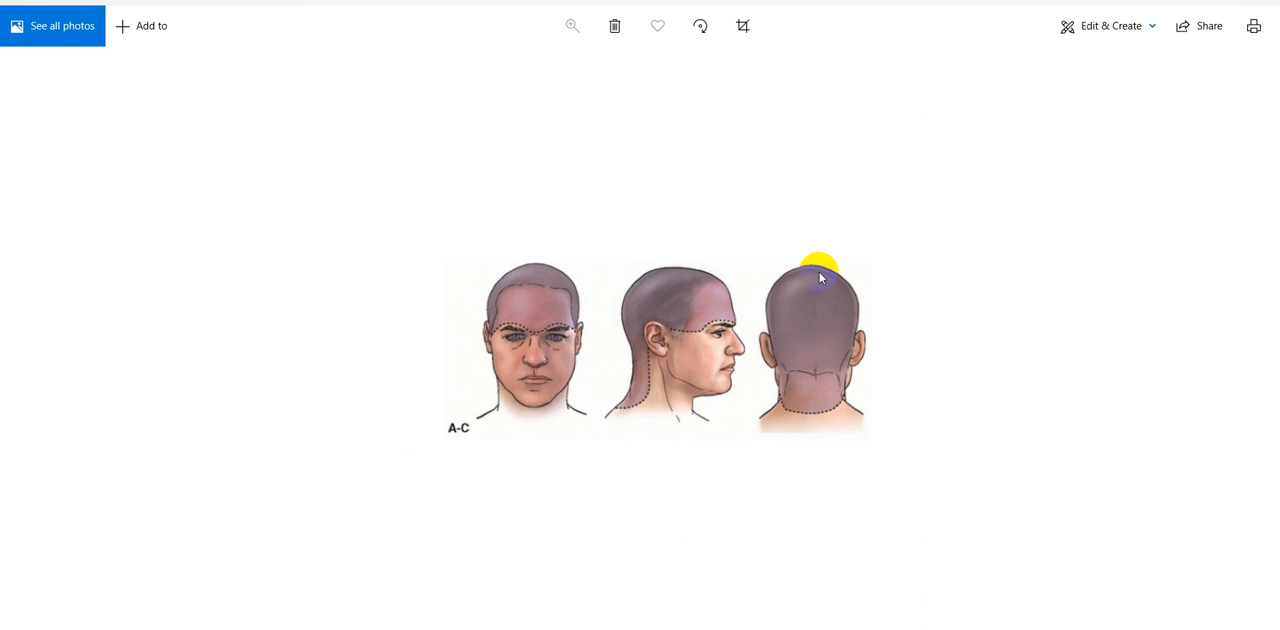 See all photos
Add to
Edit & Create
Share
A-C